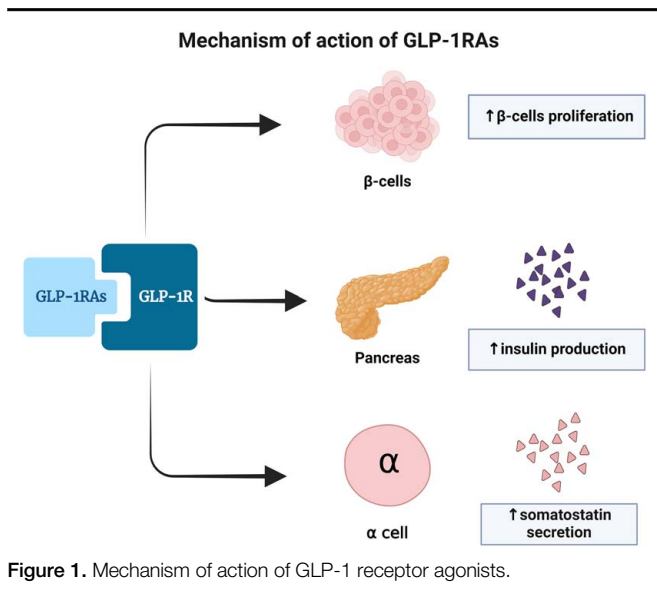 Mechanism of action of GLP-1RAs
β-cells
↑β-cells proliferation
GLP-1RAs
GLP-1R
Pancreas
↑insulin production
α
α cell
↑somatostatin
secretion
Figure 1. Mechanism of action of GLP-1 receptor agonists.